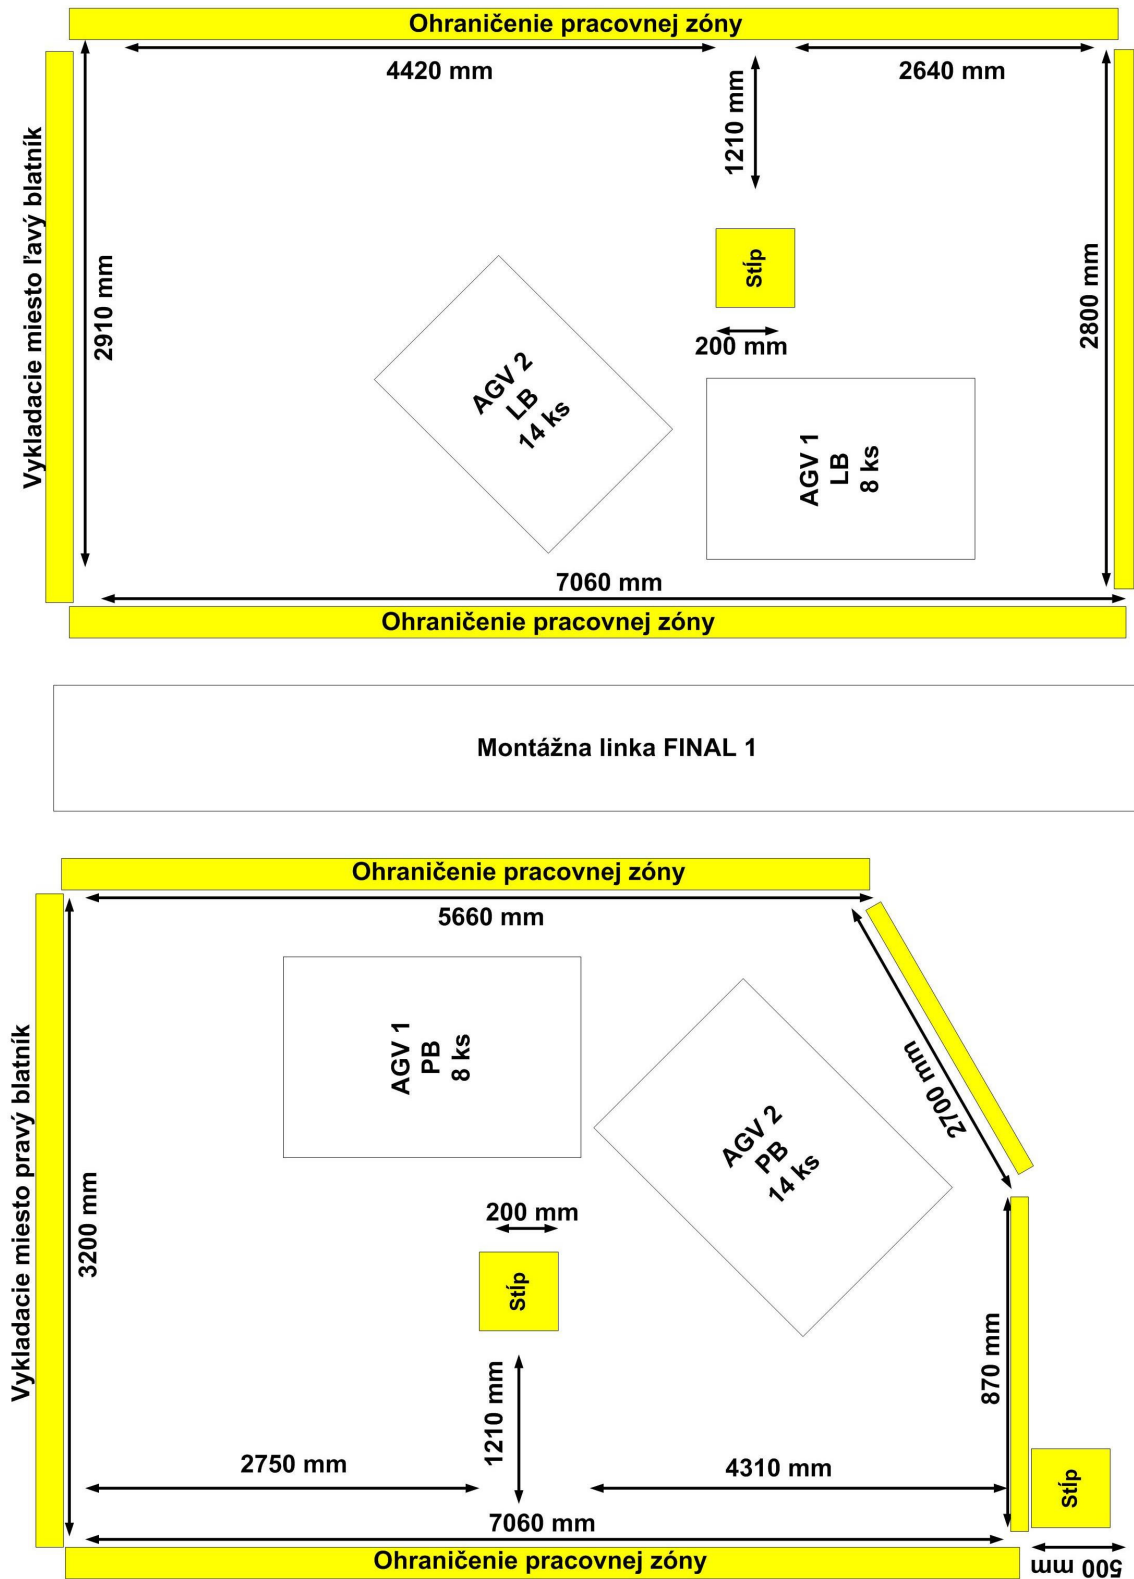 Ohraničenie pracovnej zóny
4420 mm
2640 mm
1210 mm
Vykladacie miesto ľavý blatník
2910 mm
Stĺp
200 mm
2800 mm
AGV 2
LB
14 ks
AGV 1
LB
8 ks
7060 mm
Ohraničenie pracovnej zóny
Montážna linka FINAL 1
Ohraničenie pracovnej zóny
5660 mm
Vykladacie miesto pravý blatník
3200 mm
AGV 1
PB
8 ks
AGV 2
PB
14 ks
2700 mm
200 mm
Stĺp
1210 mm
870 mm
2750 mm
4310 mm
7060 mm
Stĺp
500 mm
Ohraničenie pracovnej zóny